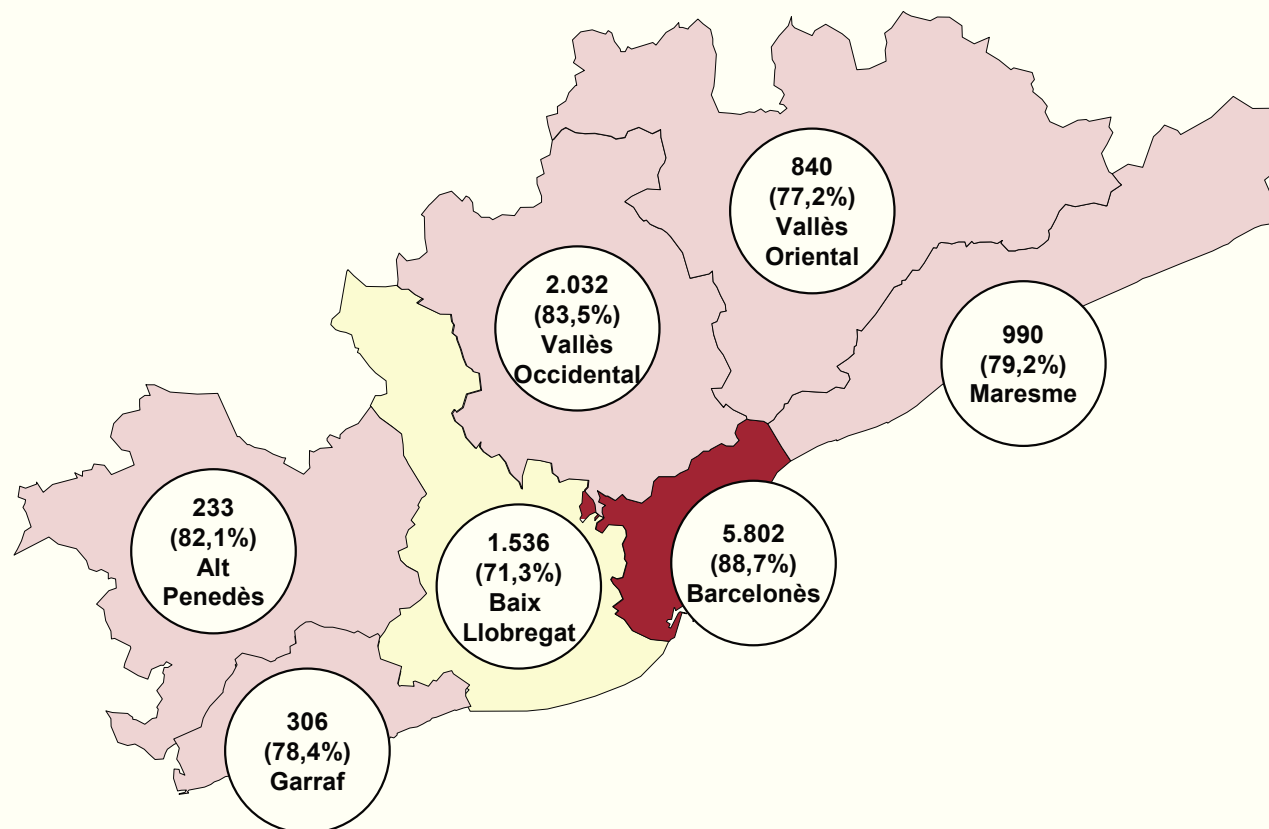 840
(77,2%)
Vallès
Oriental
2.032
(83,5%)
Vallès
Occidental
990
(79,2%)
Maresme
233
(82,1%)
Alt
Penedès
1.536
(71,3%)
Baix
Llobregat
5.802
(88,7%)
Barcelonès
306
(78,4%)
Garraf